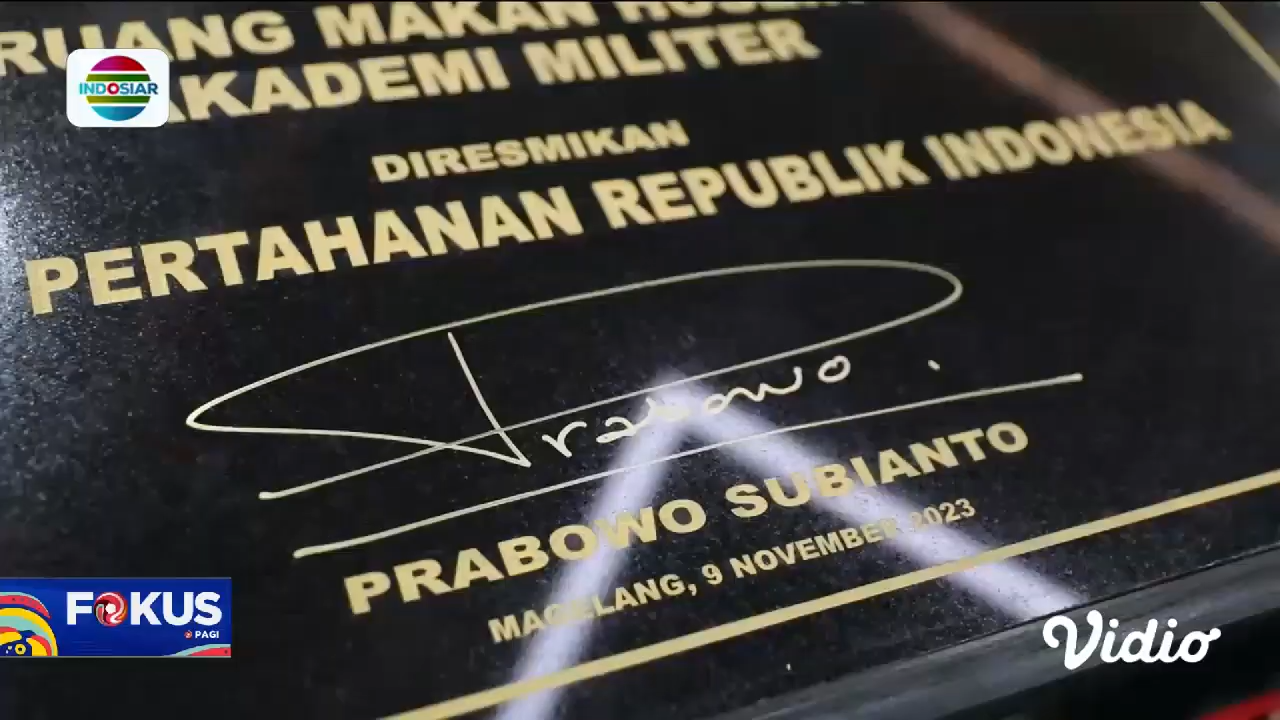 RUANG MAKAN
AKADEMI MILITER
DIRESMIKAN
PERTAHANAN REPUBLIK INDONESIA
Prabowo
PRABOWO SUBIANTO
MAGELANG, 9 NOVEMBER 2023
INDOSIAR
FOKUS
PAGI
Vidio